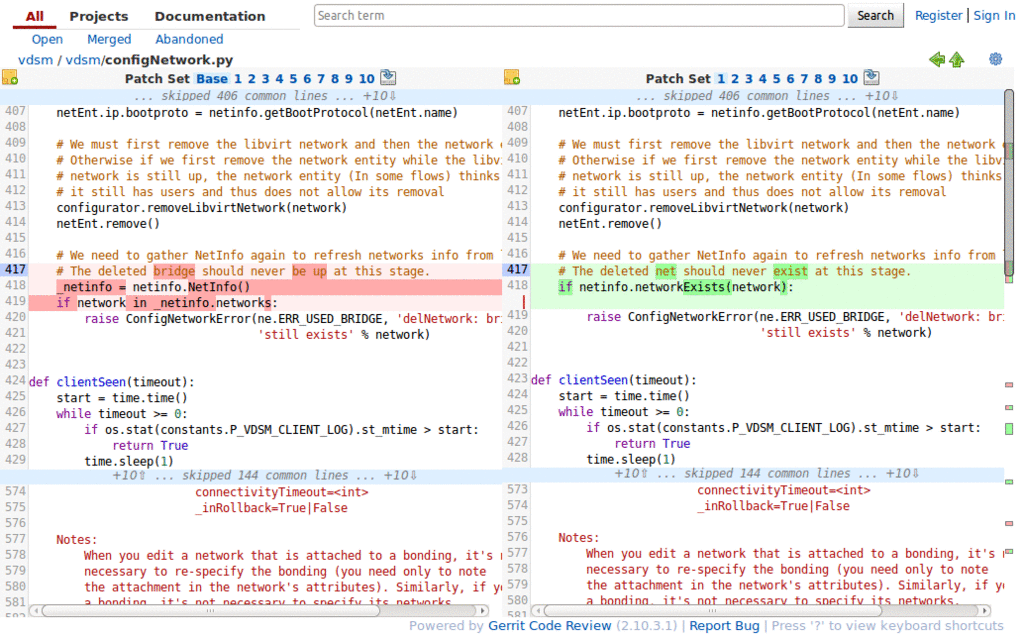 All Projects Documentation Search term Search Register | Sign In
Open Merged Abandoned
vdsm / vdsm/configNetwork.py
Patch Set Base 1 2 3 4 5 6 7 8 9 10
... skipped 406 common lines ... +10⇩
407 netEnt.ip.bootproto = netinfo.getBootProtocol(netEnt.name)
408
409 # We must first remove the libvirt network and then the network
410 # Otherwise if we first remove the network entity while the libv
411 # network is still up, the network entity (In some flows) thinks
412 # it still has users and thus does not allow its removal
413 configurator.removeLibvirtNetwork(network)
414 netEnt.remove()
415
416 # We need to gather NetInfo again to refresh networks info from
417 # The deleted bridge should never be up at this stage.
418 _netinfo = netinfo.NetInfo()
419 if network in _netinfo.networks:
420 raise ConfigNetworkError(ne.ERR_USED_BRIDGE, 'delNetwork: bri
421 'still exists' % network)
422
423
424 def clientSeen(timeout):
425 start = time.time()
426 while timeout >= 0:
427 if os.stat(constants.P_VDSM_CLIENT_LOG).st_mtime > start:
428 return True
429 time.sleep(1)
+10⇧ ... skipped 144 common lines ... +10⇩
574 connectivityTimeout=<int>
575 _inRollback=True|False
576
577 Notes:
578 When you edit a network that is attached to a bonding, it's
579 necessary to re-specify the bonding (you need only to note
580 the attachment in the network's attributes). Similarly, if y
581 a bonding, it's not necessary to specify its networks.
Patch Set 1 2 3 4 5 6 7 8 9 10
... skipped 406 common lines ... +10⇩
407 netEnt.ip.bootproto = netinfo.getBootProtocol(netEnt.name)
408
409 # We must first remove the libvirt network and then the network
410 # Otherwise if we first remove the network entity while the libv
411 # network is still up, the network entity (In some flows) thinks
412 # it still has users and thus does not allow its removal
413 configurator.removeLibvirtNetwork(network)
414 netEnt.remove()
415
416 # We need to gather NetInfo again to refresh networks info from
417 # The deleted net should never exist at this stage.
418 if netinfo.networkExists(network):
419 raise ConfigNetworkError(ne.ERR_USED_BRIDGE, 'delNetwork: bri
420 'still exists' % network)
421
422
423 def clientSeen(timeout):
424 start = time.time()
425 while timeout >= 0:
426 if os.stat(constants.P_VDSM_CLIENT_LOG).st_mtime > start:
427 return True
428 time.sleep(1)
+10⇧ ... skipped 144 common lines ... +10⇩
573 connectivityTimeout=<int>
574 _inRollback=True|False
575
576 Notes:
577 When you edit a network that is attached to a bonding, it's
578 necessary to re-specify the bonding (you need only to note
579 the attachment in the network's attributes). Similarly, if y
580 a bonding, it's not necessary to specify its networks.
Powered by Gerrit Code Review (2.10.3.1) | Report Bug | Press '?' to view keyboard shortcuts